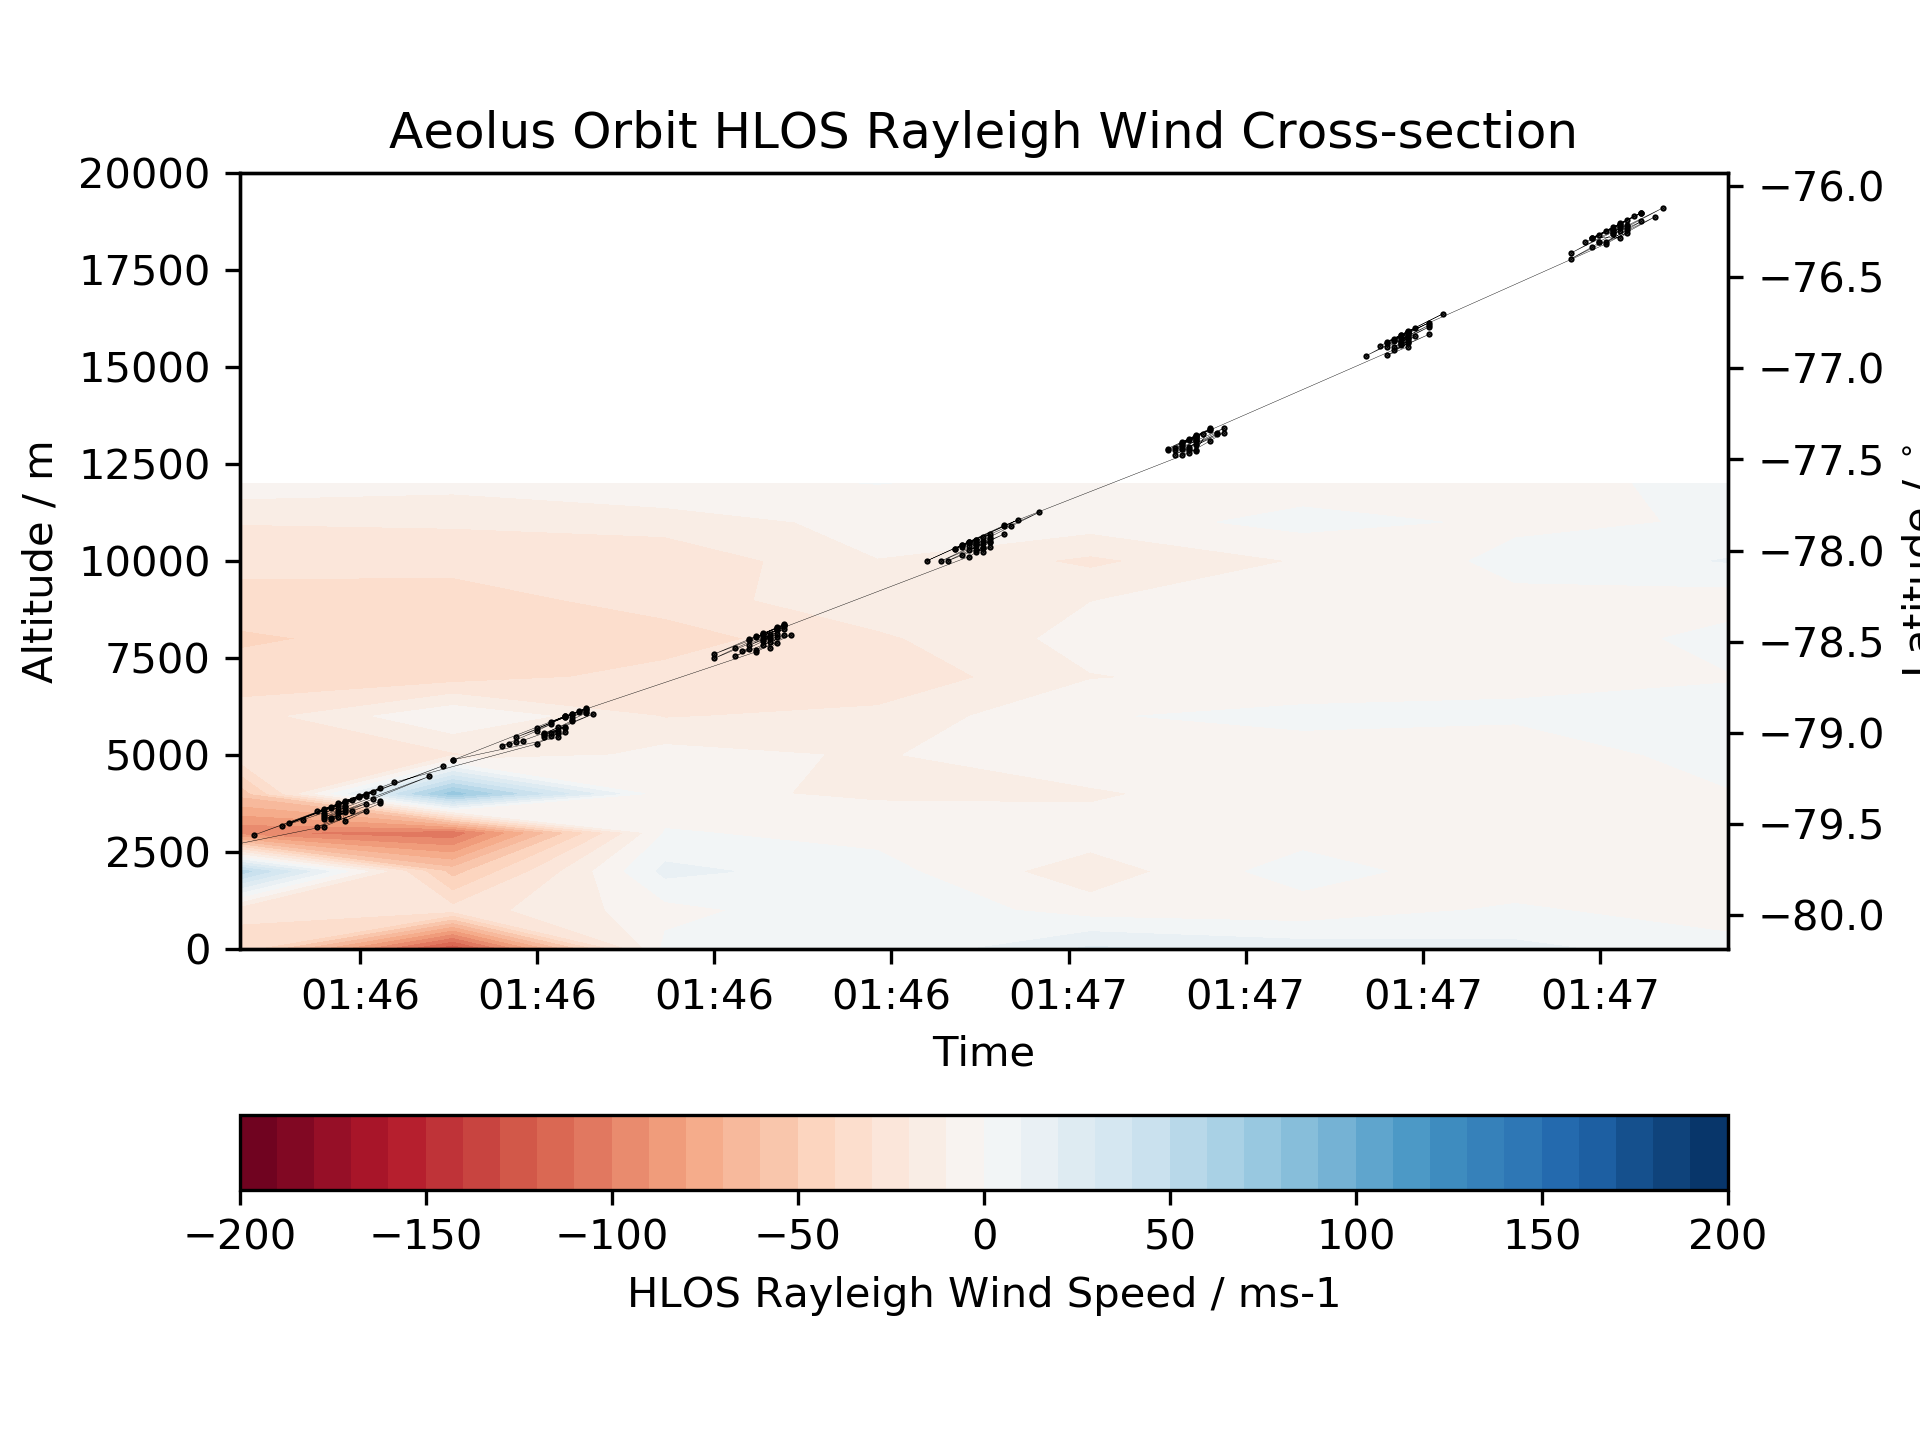 Aeolus Orbit HLOS Rayleigh Wind Cross-section
20000
17500
15000
12500
10000
7500
5000
2500
0
Altitude / m
−76.0
−76.5
−77.0
−77.5
−78.0
−78.5
−79.0
−79.5
−80.0
Latitude / °
01:46 01:46 01:46 01:46 01:47 01:47 01:47 01:47
Time
−200 −150 −100 −50 0 50 100 150 200
HLOS Rayleigh Wind Speed / ms-1